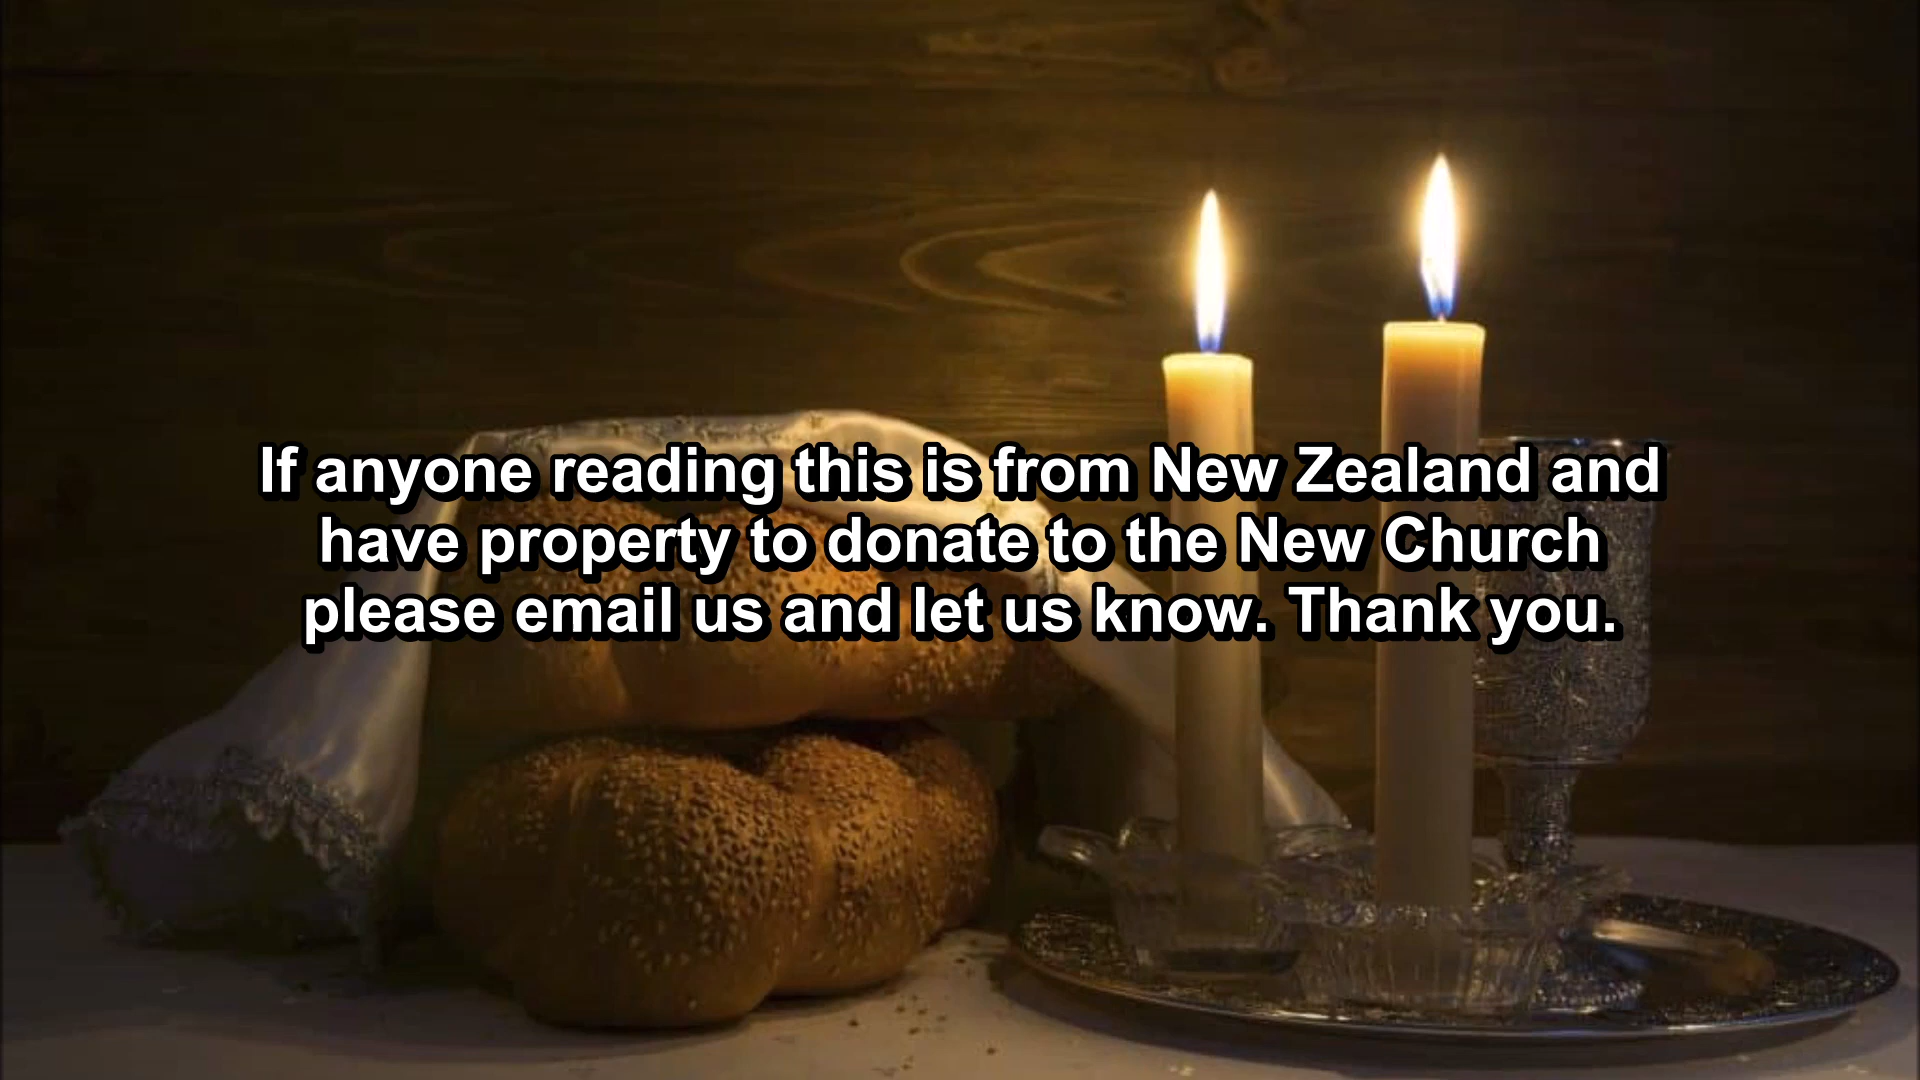 If anyone reading this is from New Zealand and
have property to donate to the New Church
please email us and let us know. Thank you.